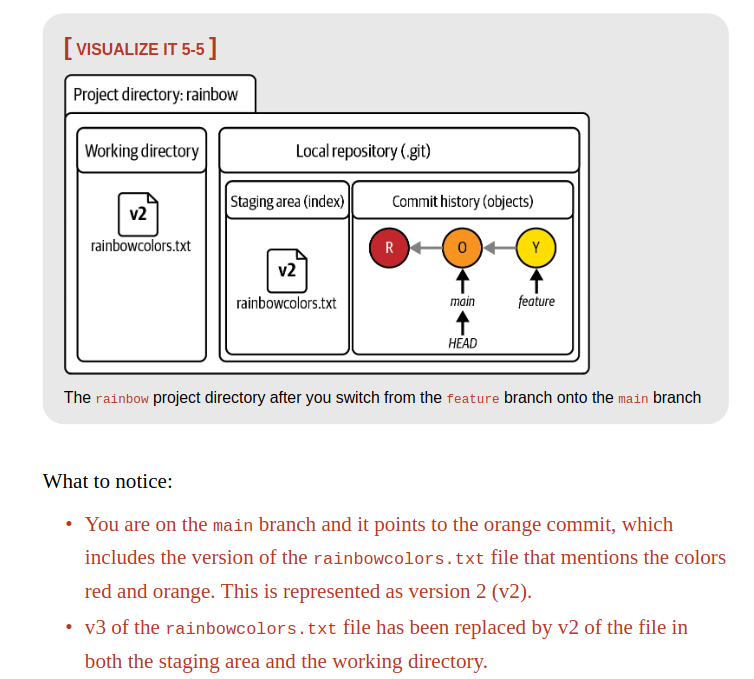 [ VISUALIZE IT 5-5 ]
Project directory: rainbow
Working directory
Local repository (.git)
Staging area (index)
Commit history (objects)
v2
rainbowcolors.txt
v2
rainbowcolors.txt
R
O
Y
main
feature
HEAD
The rainbow project directory after you switch from the feature branch onto the main branch
What to notice:
• You are on the main branch and it points to the orange commit, which
includes the version of the rainbowcolors.txt file that mentions the colors
red and orange. This is represented as version 2 (v2).
• v3 of the rainbowcolors.txt file has been replaced by v2 of the file in
both the staging area and the working directory.